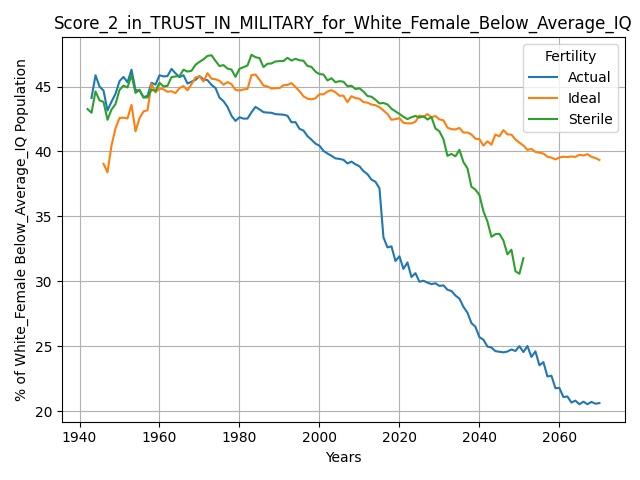 Score_2_in_TRUST_IN_MILITARY_for_White_Female_Below_Average_IQ
% of White_Female Below_Average_IQ Population
45
40
35
30
25
20
1940
1960
1980
2000
2020
2040
2060
Years
Fertility
Actual
Ideal
Sterile